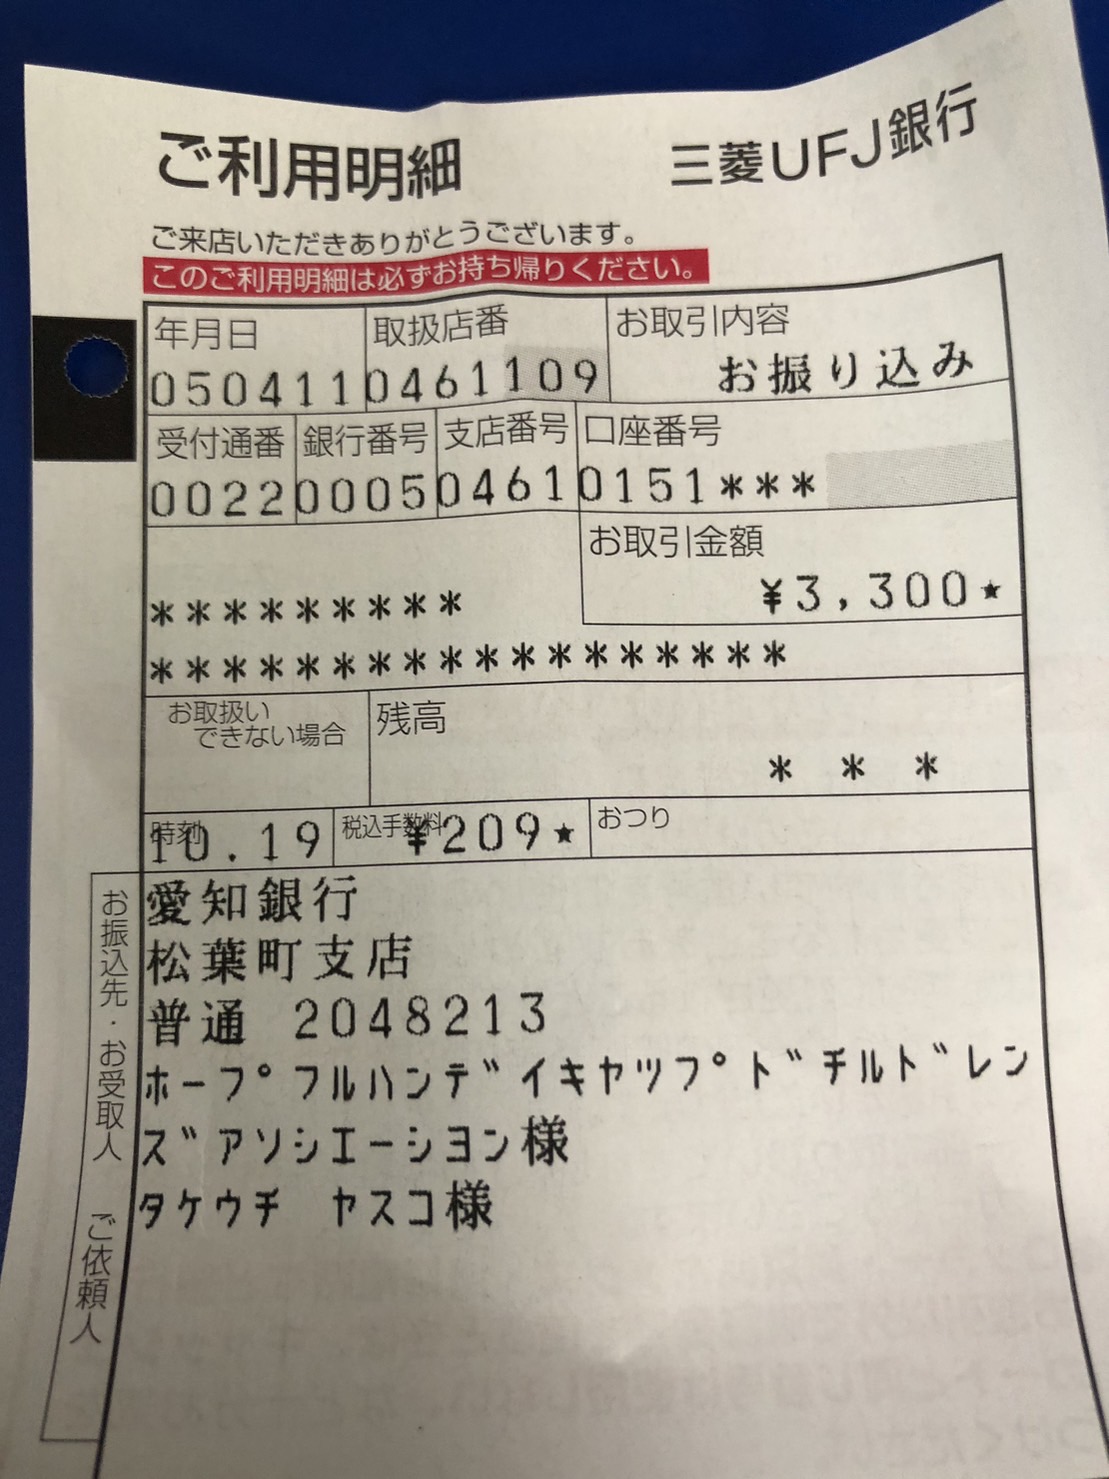 ご利用明細 三菱UFJ銀行
ご来店いただきありがとうございます。
このご利用明細は必ずお持ち帰りください。
年月日 取扱店番 お取引内容
050411 0461109 お振り込み
受付通番 銀行番号 支店番号 口座番号
0022 0005 0461 0151***
お取引金額
¥3,300★
*********
******************
お取扱い
できない場合
残高
* * *
時刻 税込手数料 おつり
10.19 ¥209★
お振込先・お受取人 ご依頼人
愛知銀行
松葉町支店
普通 2048213
ホープフルハンデイキヤツプドチルドレン
ズアソシエーシヨン様
タケウチ ヤスコ様